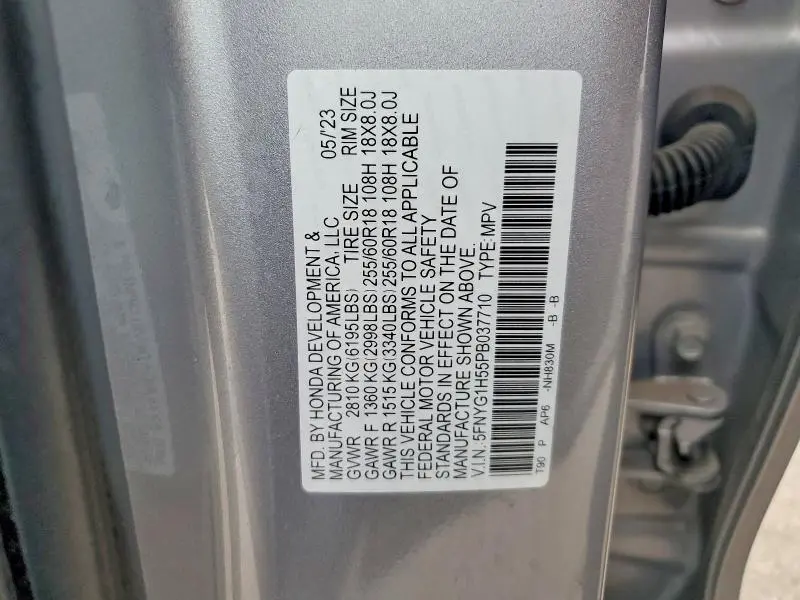 MFD. BY HONDA DEVELOPMENT &
MANUFACTURING OF AMERICA, LLC 05/'23
GVWR 2810 KG(6195LBS) TIRE SIZE RIM SIZE
GAWR F 1360 KG(2998LBS) 255/60R18 108H 18X8.0J
GAWR R 1515 KG(3340LBS) 255/60R18 108H 18X8.0J
THIS VEHICLE CONFORMS TO ALL APPLICABLE
FEDERAL MOTOR VEHICLE SAFETY
STANDARDS IN EFFECT ON THE DATE OF
MANUFACTURE SHOWN ABOVE.
V.I.N.:5FNYG1H55PB037710 TYPE:MPV
T90 P AP6 -NH830M -B -B